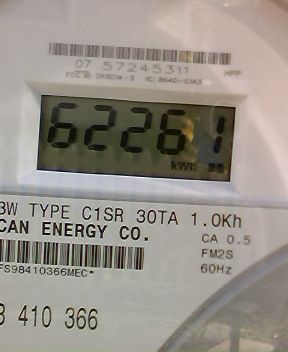 07 57245311
HPP
62261
kWh
3W TYPE C1SR 30TA 1.0Kh
CAN ENERGY CO.
CA 0.5
FM2S
60Hz
FS98410366MEC*
410 366